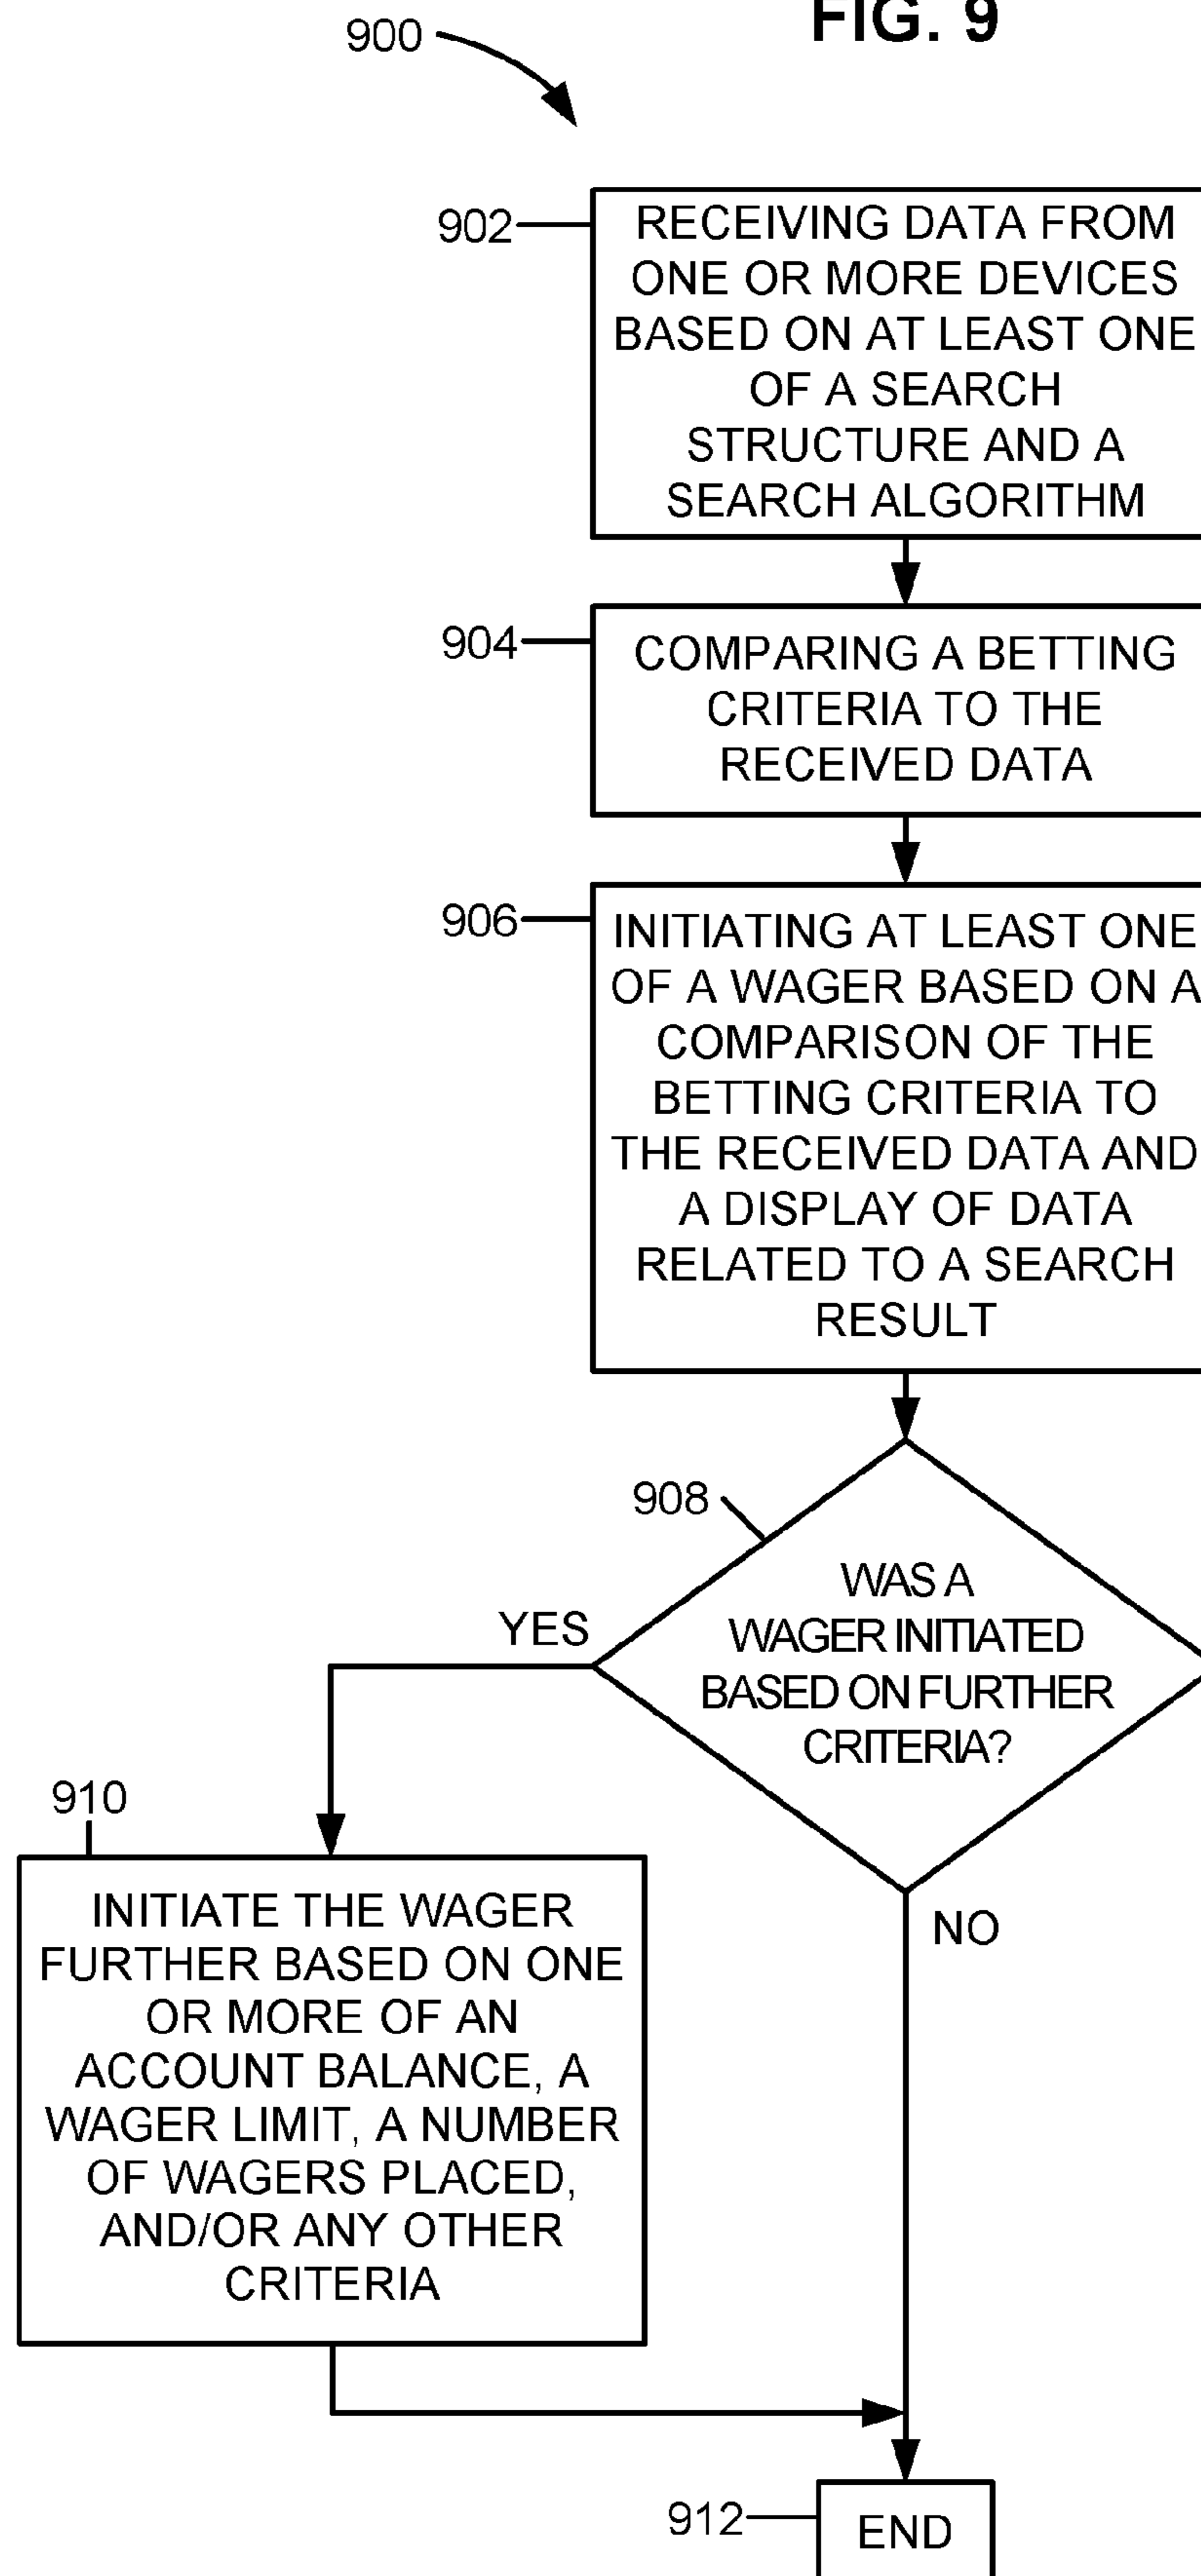 FIG. 9
900
902
RECEIVING DATA FROM
ONE OR MORE DEVICES
BASED ON AT LEAST ONE
OF A SEARCH
STRUCTURE AND A
SEARCH ALGORITHM
904
COMPARING A BETTING
CRITERIA TO THE
RECEIVED DATA
906
INITIATING AT LEAST ONE
OF A WAGER BASED ON A
COMPARISON OF THE
BETTING CRITERIA TO
THE RECEIVED DATA AND
A DISPLAY OF DATA
RELATED TO A SEARCH
RESULT
908
WAS A
WAGER INITIATED
BASED ON FURTHER
CRITERIA?
YES
910
INITIATE THE WAGER
FURTHER BASED ON ONE
OR MORE OF AN
ACCOUNT BALANCE, A
WAGER LIMIT, A NUMBER
OF WAGERS PLACED,
AND/OR ANY OTHER
CRITERIA
NO
912
END